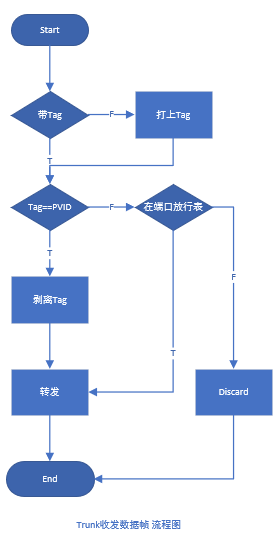 Start
带Tag
F
打上Tag
T
Tag==PVID
F
在端口放行表
T
F
剥离Tag
T
转发
Discard
End
Trunk收发数据帧 流程图